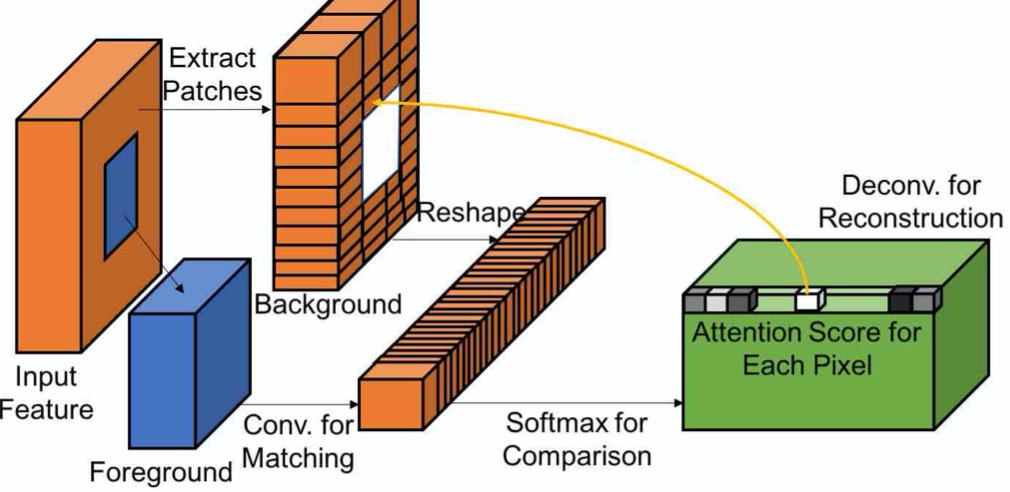 Extract
Patches
Reshape
Deconv. for
Reconstruction
Background
Attention Score for
Each Pixel
Input
Feature
Conv. for
Matching
Softmax for
Comparison
Foreground